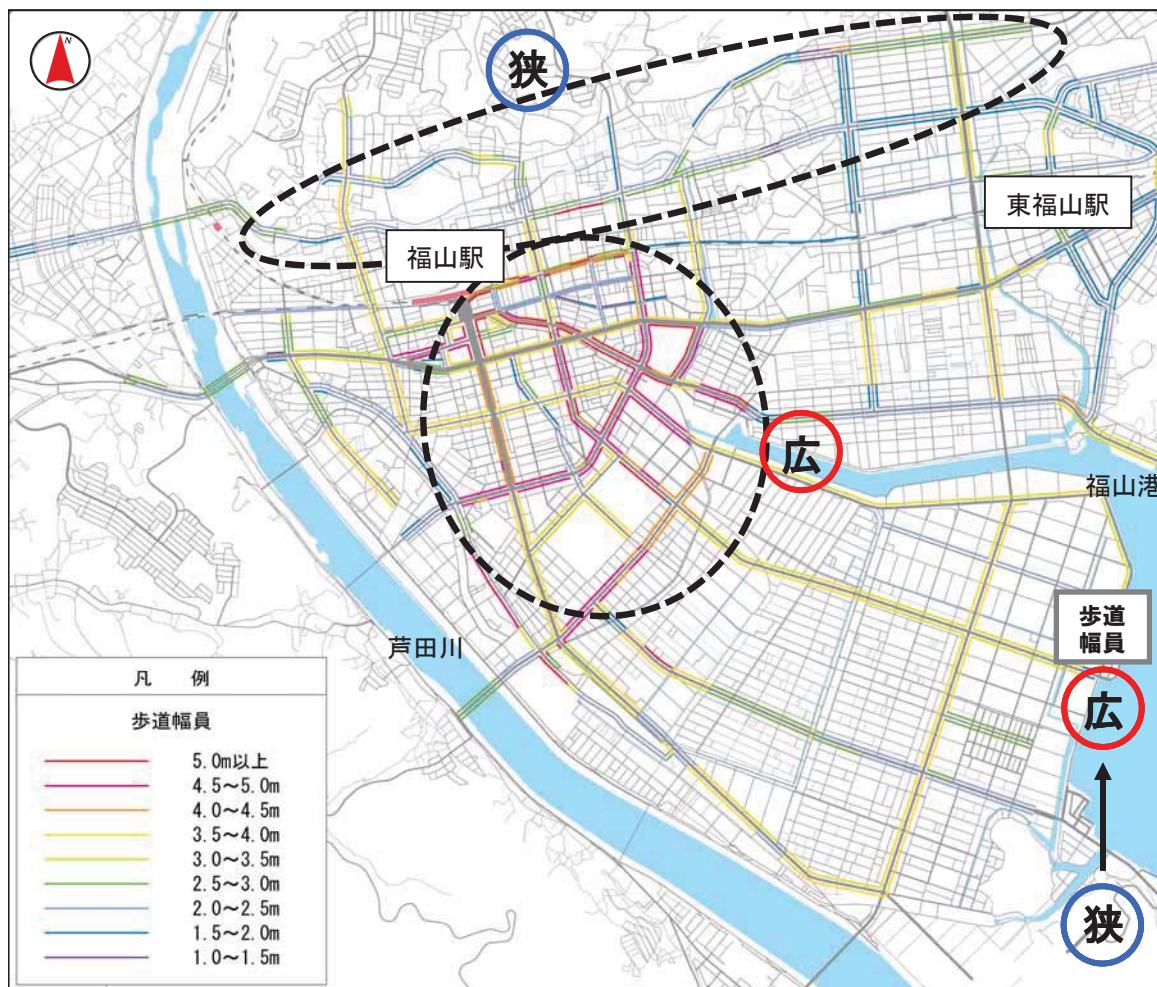 N
狭
東福山駅
福山駅
広
福山港
歩道
幅員
芦田川
広
狭
凡 例
歩道幅員
5.0m以上
4.5～5.0m
4.0～4.5m
3.5～4.0m
3.0～3.5m
2.5～3.0m
2.0～2.5m
1.5～2.0m
1.0～1.5m